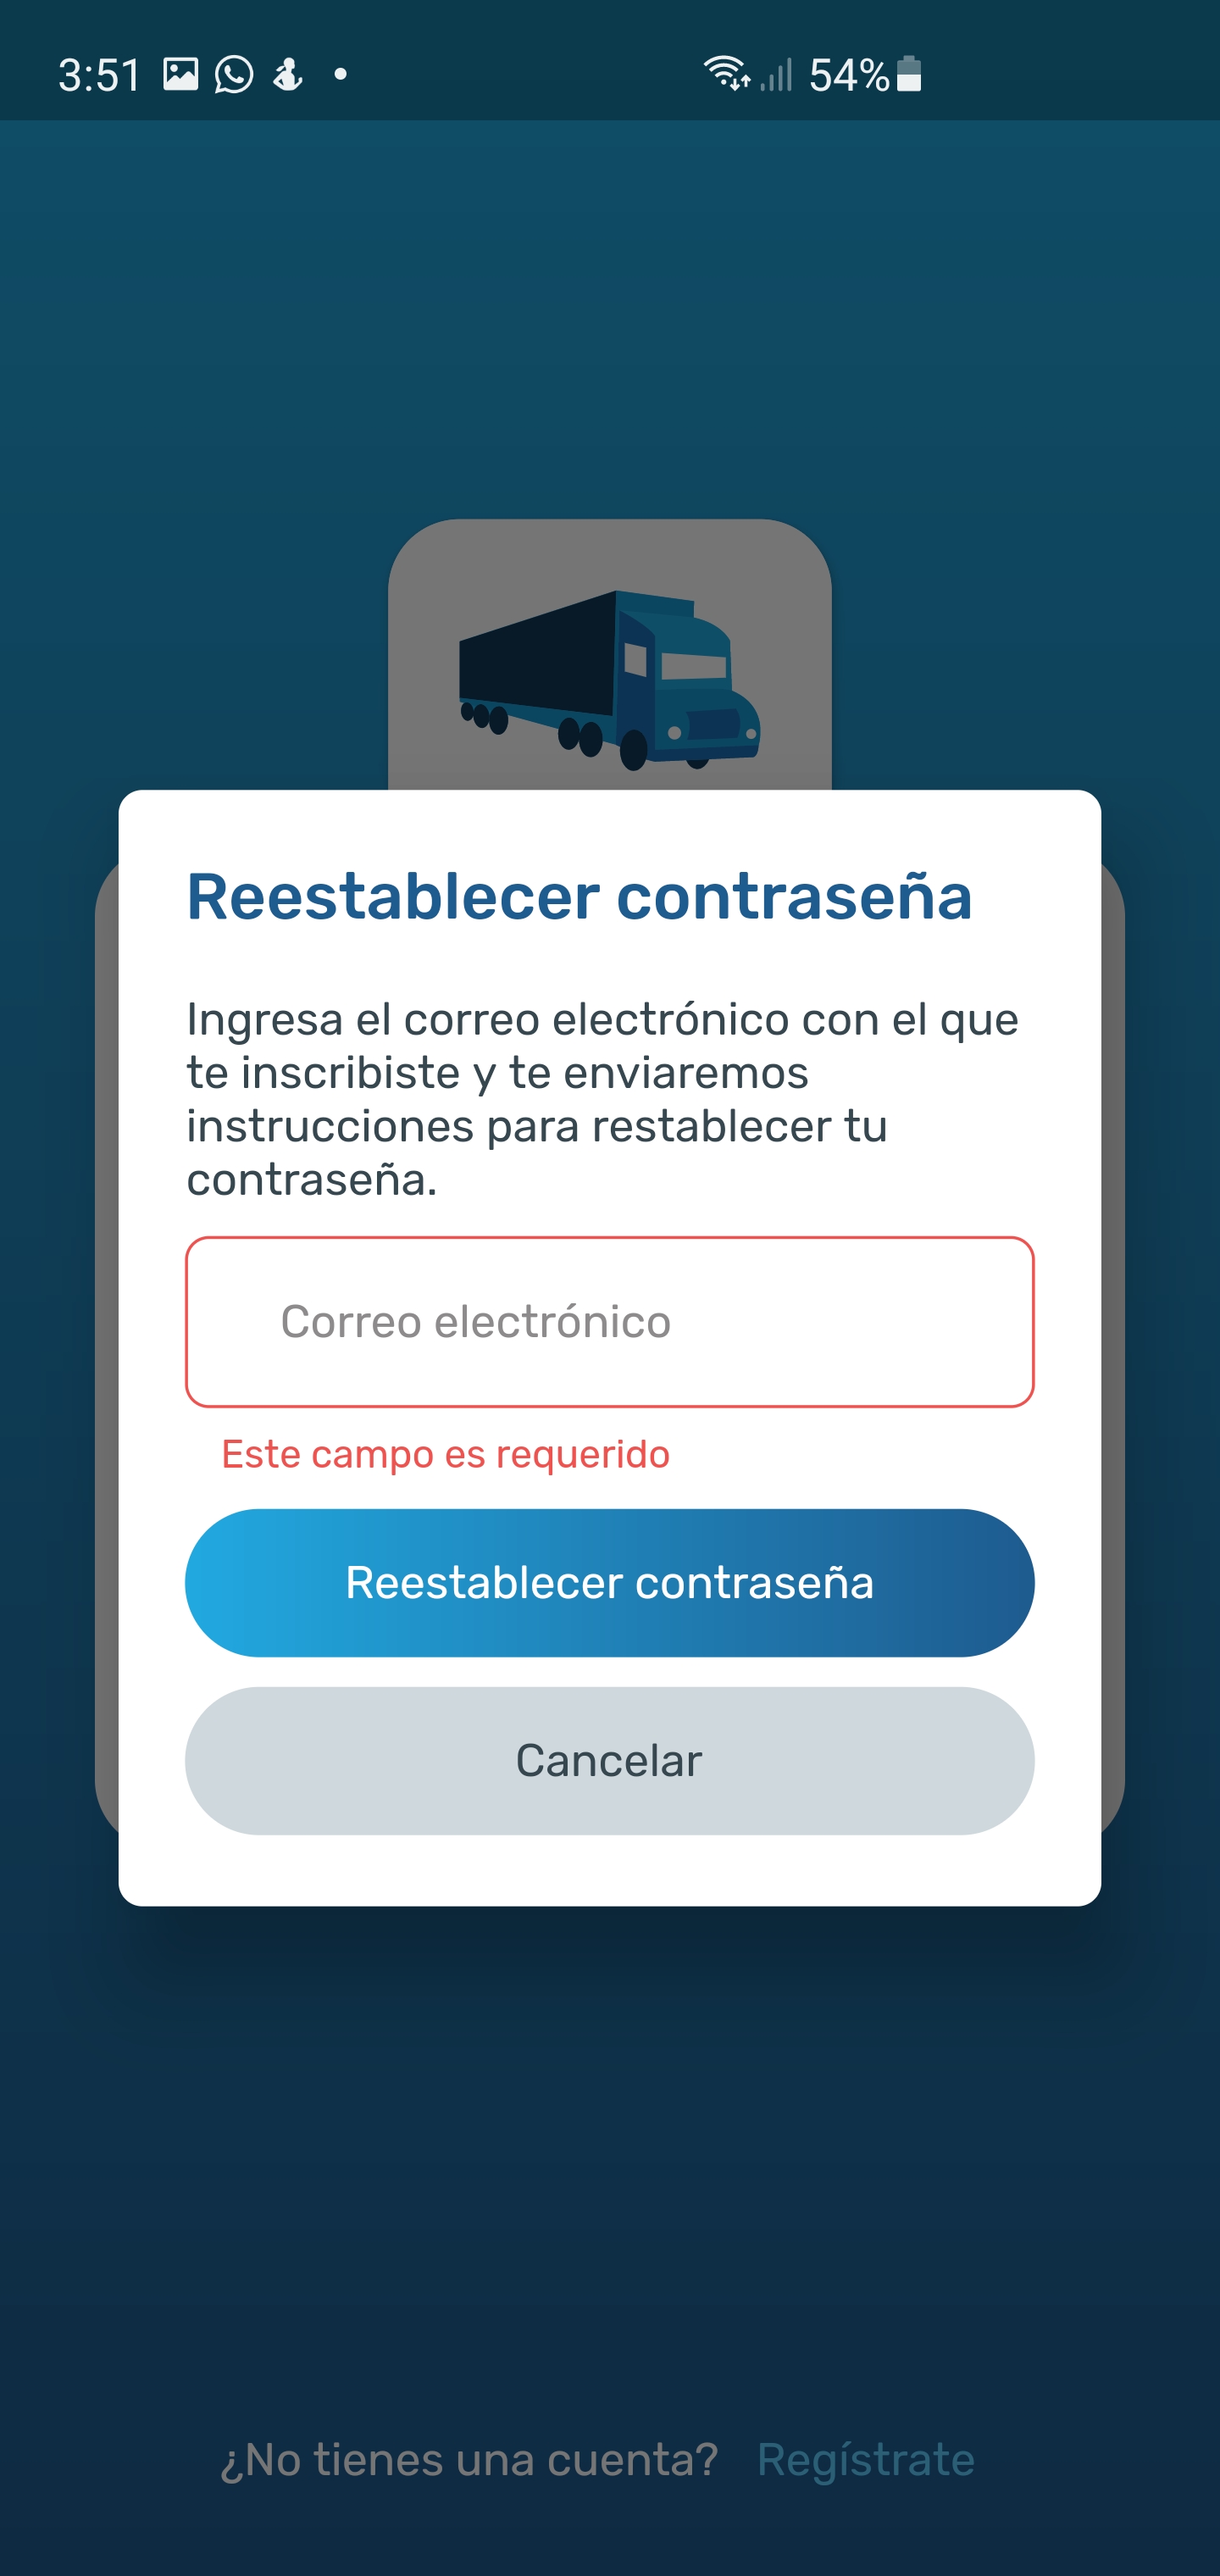 3:51
54%
Reestablecer contraseña
Ingresa el correo electrónico con el que
te inscribiste y te enviaremos
instrucciones para restablecer tu
contraseña.
Correo electrónico
Este campo es requerido
Reestablecer contraseña
Cancelar
¿No tienes una cuenta? Regístrate